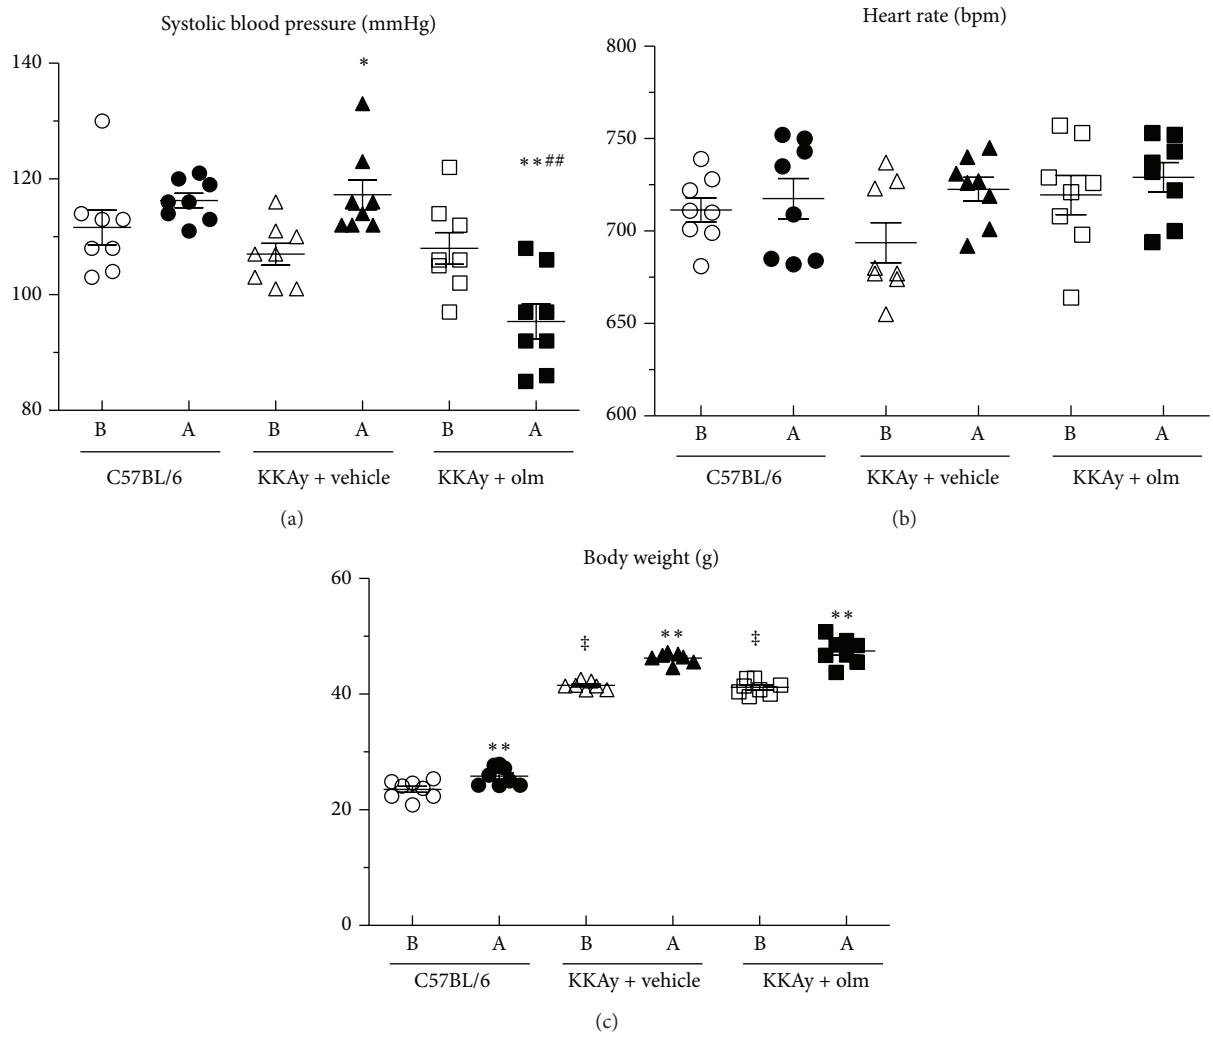 Systolic blood pressure (mmHg)
140
120
100
80
*
**##
B A B A B A
C57BL/6 KKAy + vehicle KKAy + olm
(a)
Heart rate (bpm)
800
750
700
650
600
B A B A B A
C57BL/6 KKAy + vehicle KKAy + olm
(b)
Body weight (g)
60
40
20
0
**
‡
**
‡
**
B A B A B A
C57BL/6 KKAy + vehicle KKAy + olm
(c)